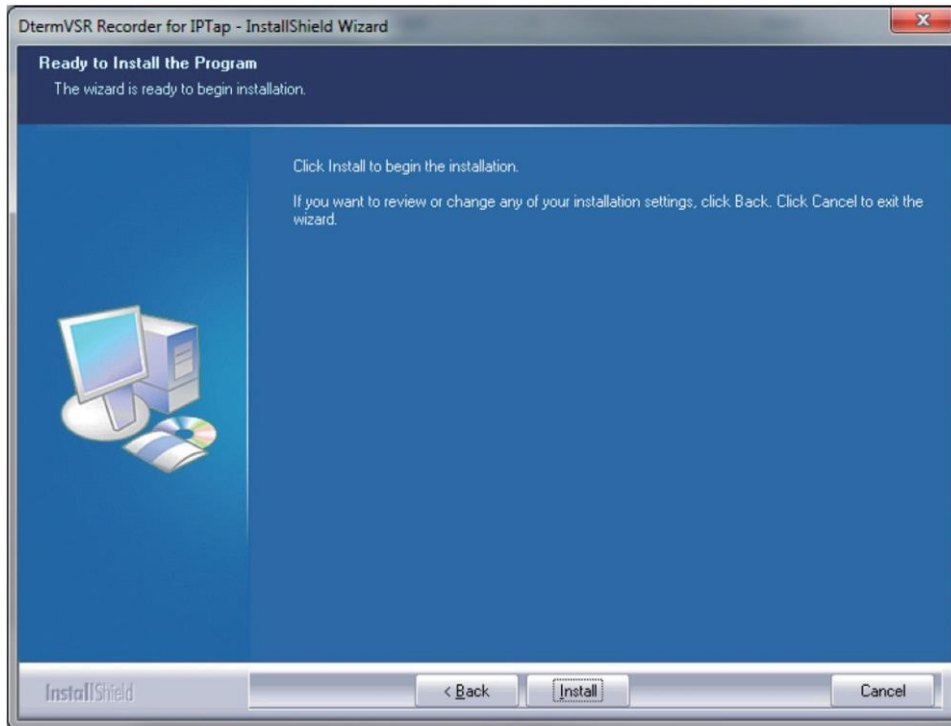 DtermVSR Recorder for IPTap - InstallShield Wizard
Ready to Install the Program
The wizard is ready to begin installation.
Click Install to begin the installation.
If you want to review or change any of your installation settings, click Back. Click Cancel to exit the
wizard.
InstallShield
< Back
Install
Cancel